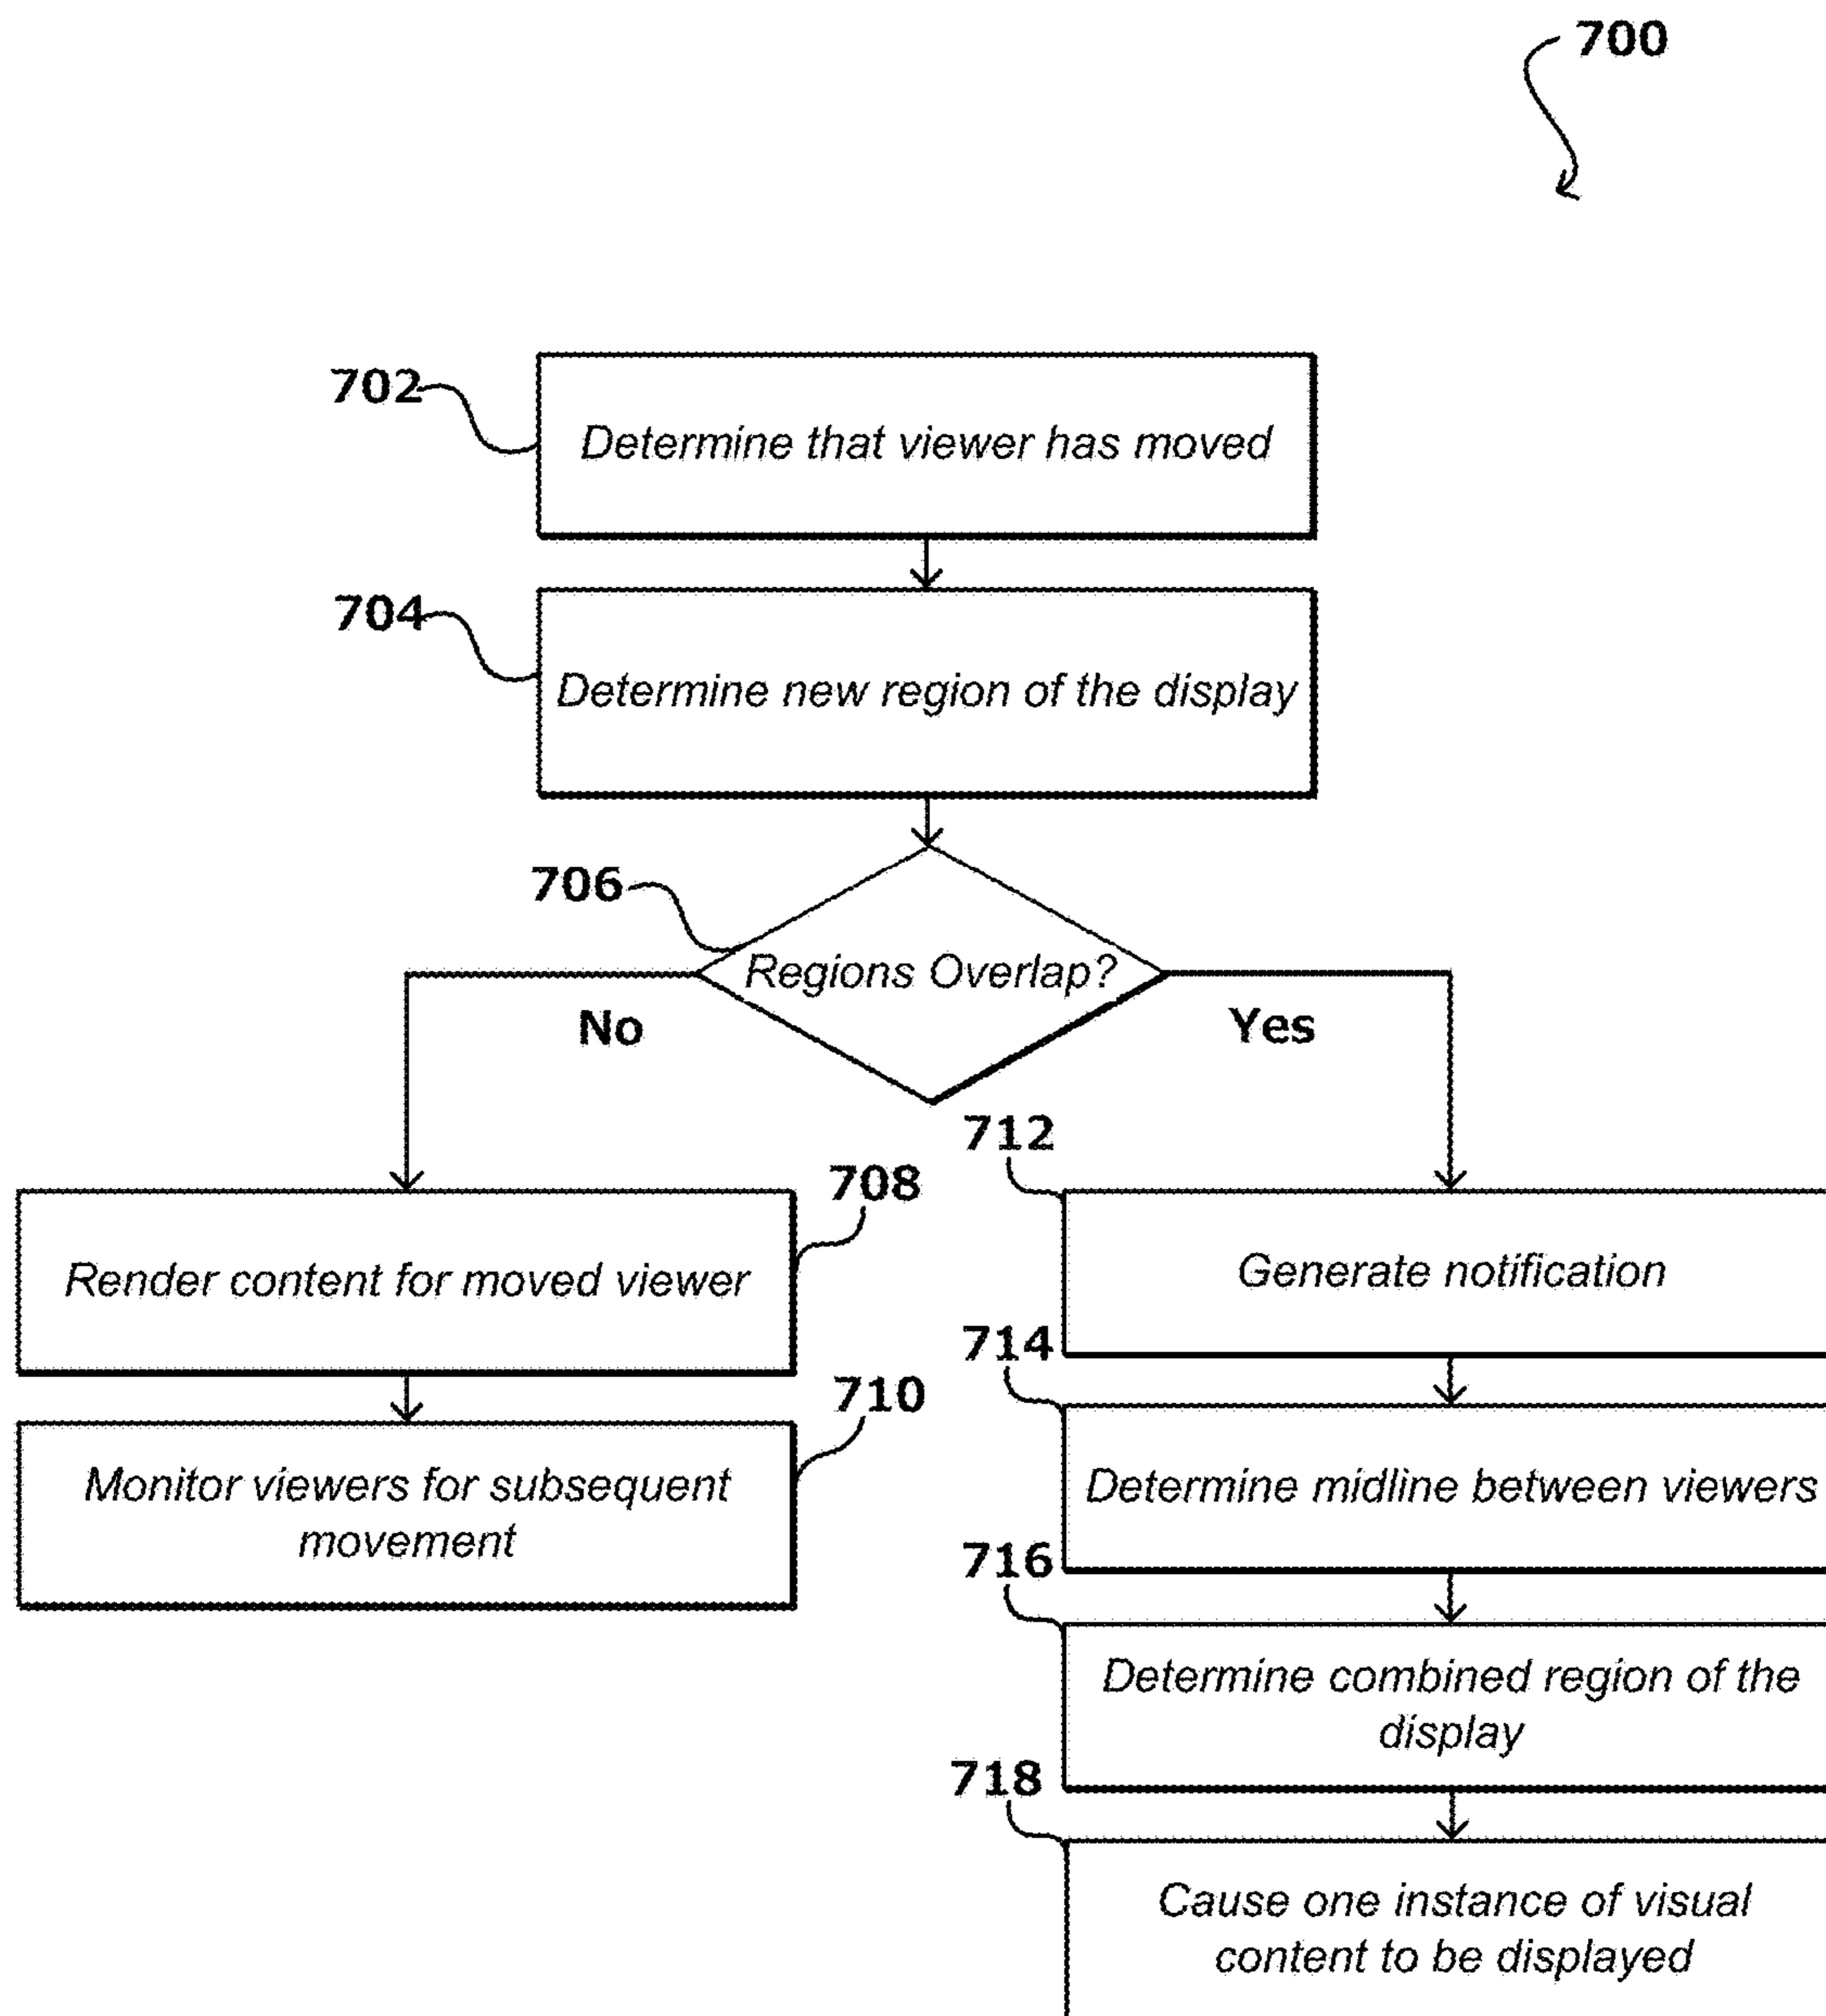 700
702
Determine that viewer has moved
704
Determine new region of the display
706
Regions Overlap?
No
Yes
708
Render content for moved viewer
710
Monitor viewers for subsequent
movement
712
Generate notification
714
Determine midline between viewers
716
Determine combined region of the
display
718
Cause one instance of visual
content to be displayed